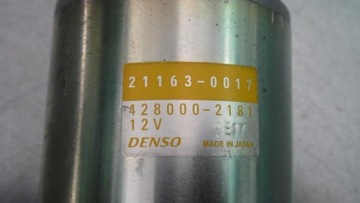 21163-0017
428000-2181
12V
DENSO MADE IN JAPAN